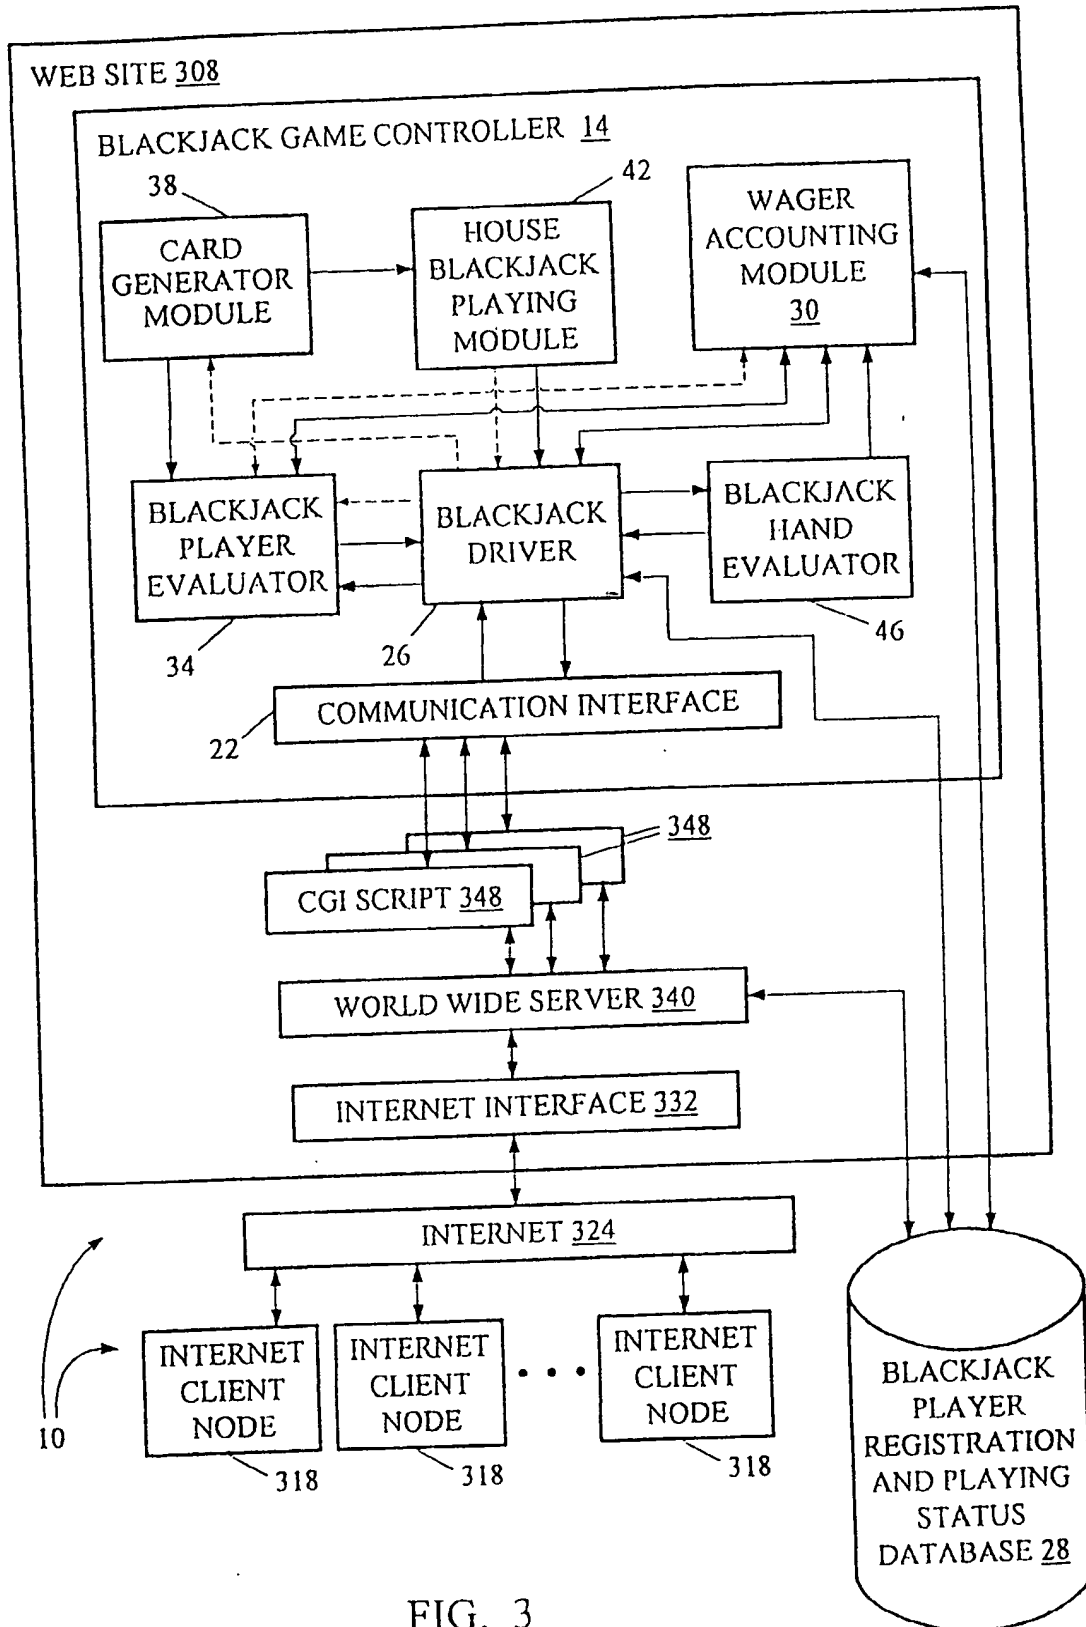 WEB SITE 308
BLACKJACK GAME CONTROLLER 14
38
42
CARD
GENERATOR
MODULE
HOUSE
BLACKJACK
PLAYING
MODULE
WAGER
ACCOUNTING
MODULE
30
BLACKJACK
PLAYER
EVALUATOR
BLACKJACK
DRIVER
BLACKJACK
HAND
EVALUATOR
34
26
46
COMMUNICATION INTERFACE
22
348
CGI SCRIPT 348
WORLD WIDE SERVER 340
INTERNET INTERFACE 332
INTERNET 324
INTERNET
CLIENT
NODE
INTERNET
CLIENT
NODE
• • •
INTERNET
CLIENT
NODE
10
318
318
318
BLACKJACK
PLAYER
REGISTRATION
AND PLAYING
STATUS
DATABASE 28
FIG. 3